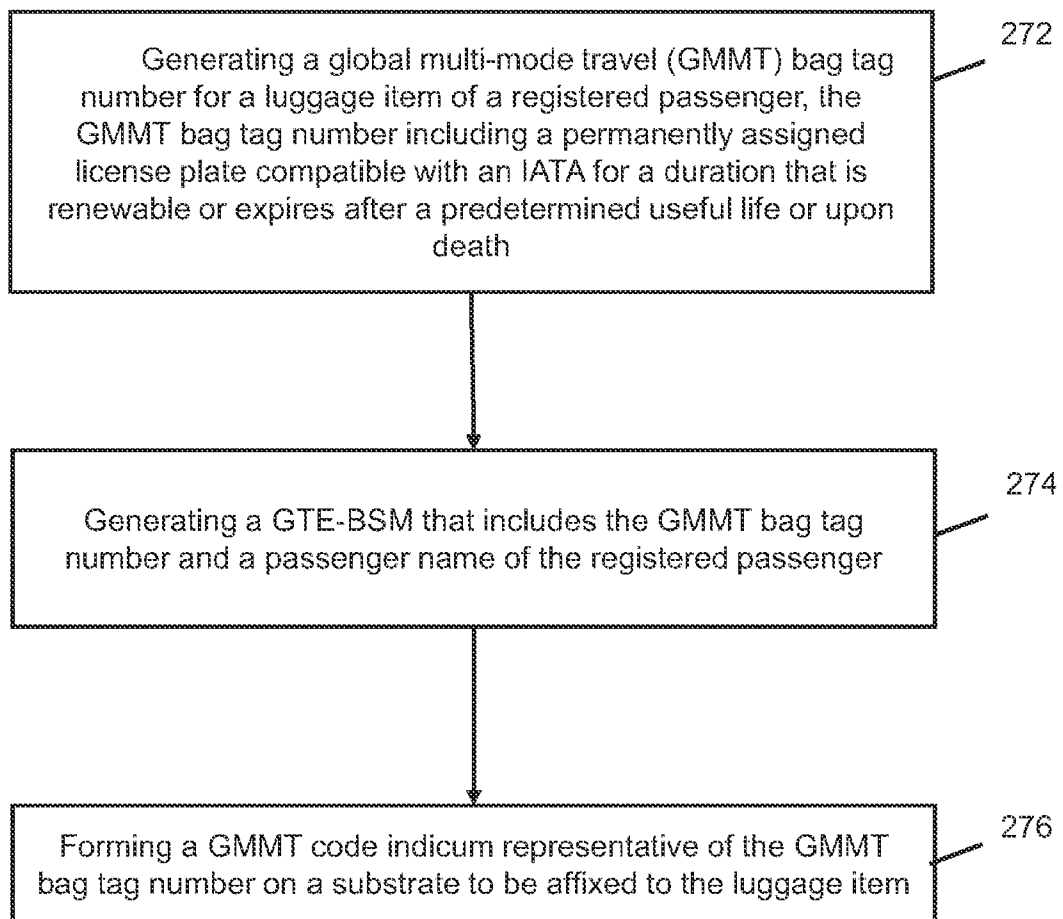 272
Generating a global multi-mode travel (GMMT) bag tag
number for a luggage item of a registered passenger, the
GMMT bag tag number including a permanently assigned
license plate compatible with an IATA for a duration that is
renewable or expires after a predetermined useful life or upon
death
274
Generating a GTE-BSM that includes the GMMT bag tag
number and a passenger name of the registered passenger
276
Forming a GMMT code indicum representative of the GMMT
bag tag number on a substrate to be affixed to the luggage item